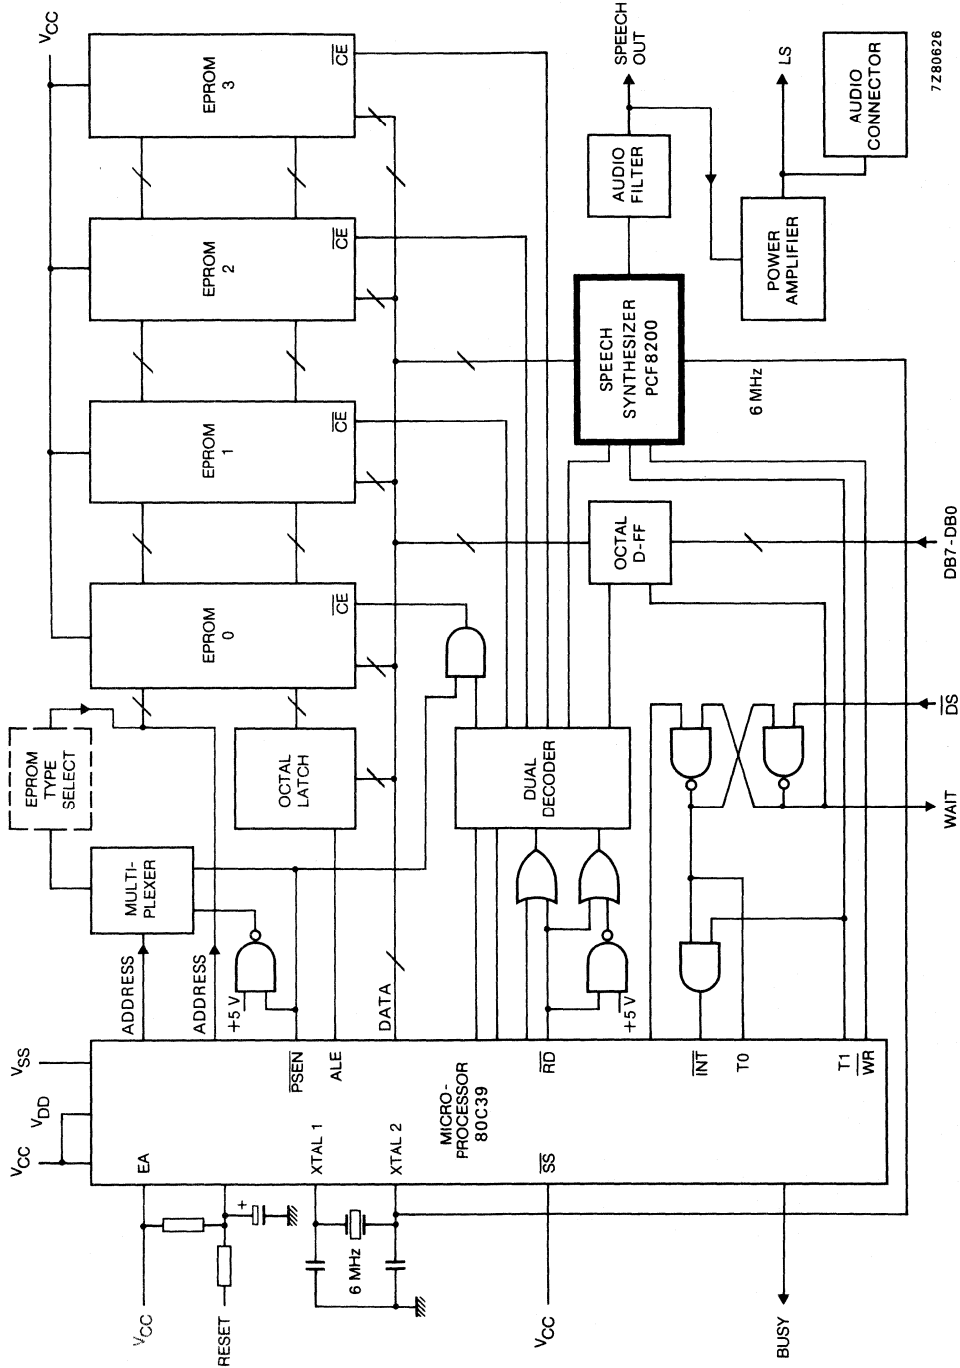 VCC
VCC
VDD
VSS
RESET
EA
+
XTAL 1
XTAL 2
6 MHz
VCC
SS
BUSY
MICRO-
PROCESSOR
80C39
PSEN
ALE
RD
INT
T0
T1
WR
ADDRESS
ADDRESS
+5 V
DATA
+5 V
MULTI-
PLEXER
EPROM
TYPE
SELECT
OCTAL
LATCH
DUAL
DECODER
WAIT
DS
DB7-DB0
EPROM
0
CE
EPROM
1
CE
EPROM
2
CE
EPROM
3
CE
VCC
OCTAL
D-FF
SPEECH
SYNTHESIZER
PCF8200
6 MHz
AUDIO
FILTER
SPEECH
OUT
POWER
AMPLIFIER
LS
AUDIO
CONNECTOR
7Z80626